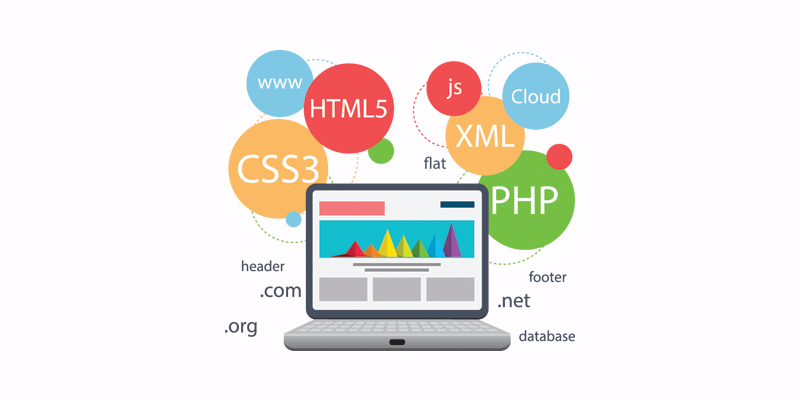 www
HTML5
CSS3
js
Cloud
XML
flat
PHP
header
.com
.org
footer
.net
database